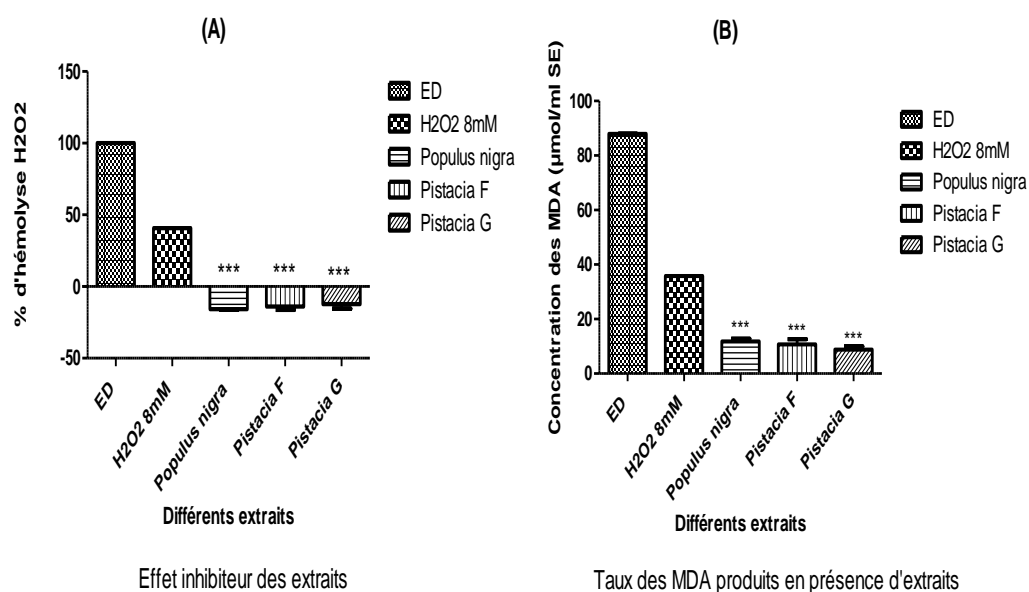 (A)
% d'hémolyse H2O2
150
100
50
0
-50
***
***
***
ED
H2O2 8mM
Populus nigra
Pistacia F
Pistacia G
Différents extraits
ED
H2O2 8mM
Populus nigra
Pistacia F
Pistacia G
Effet inhibiteur des extraits
(B)
Concentration des MDA (µmol/ml SE)
100
80
60
40
20
0
***
***
***
ED
H2O2 8mM
Populus nigra
Pistacia F
Pistacia G
Différents extraits
ED
H2O2 8mM
Populus nigra
Pistacia F
Pistacia G
Taux des MDA produits en présence d'extraits